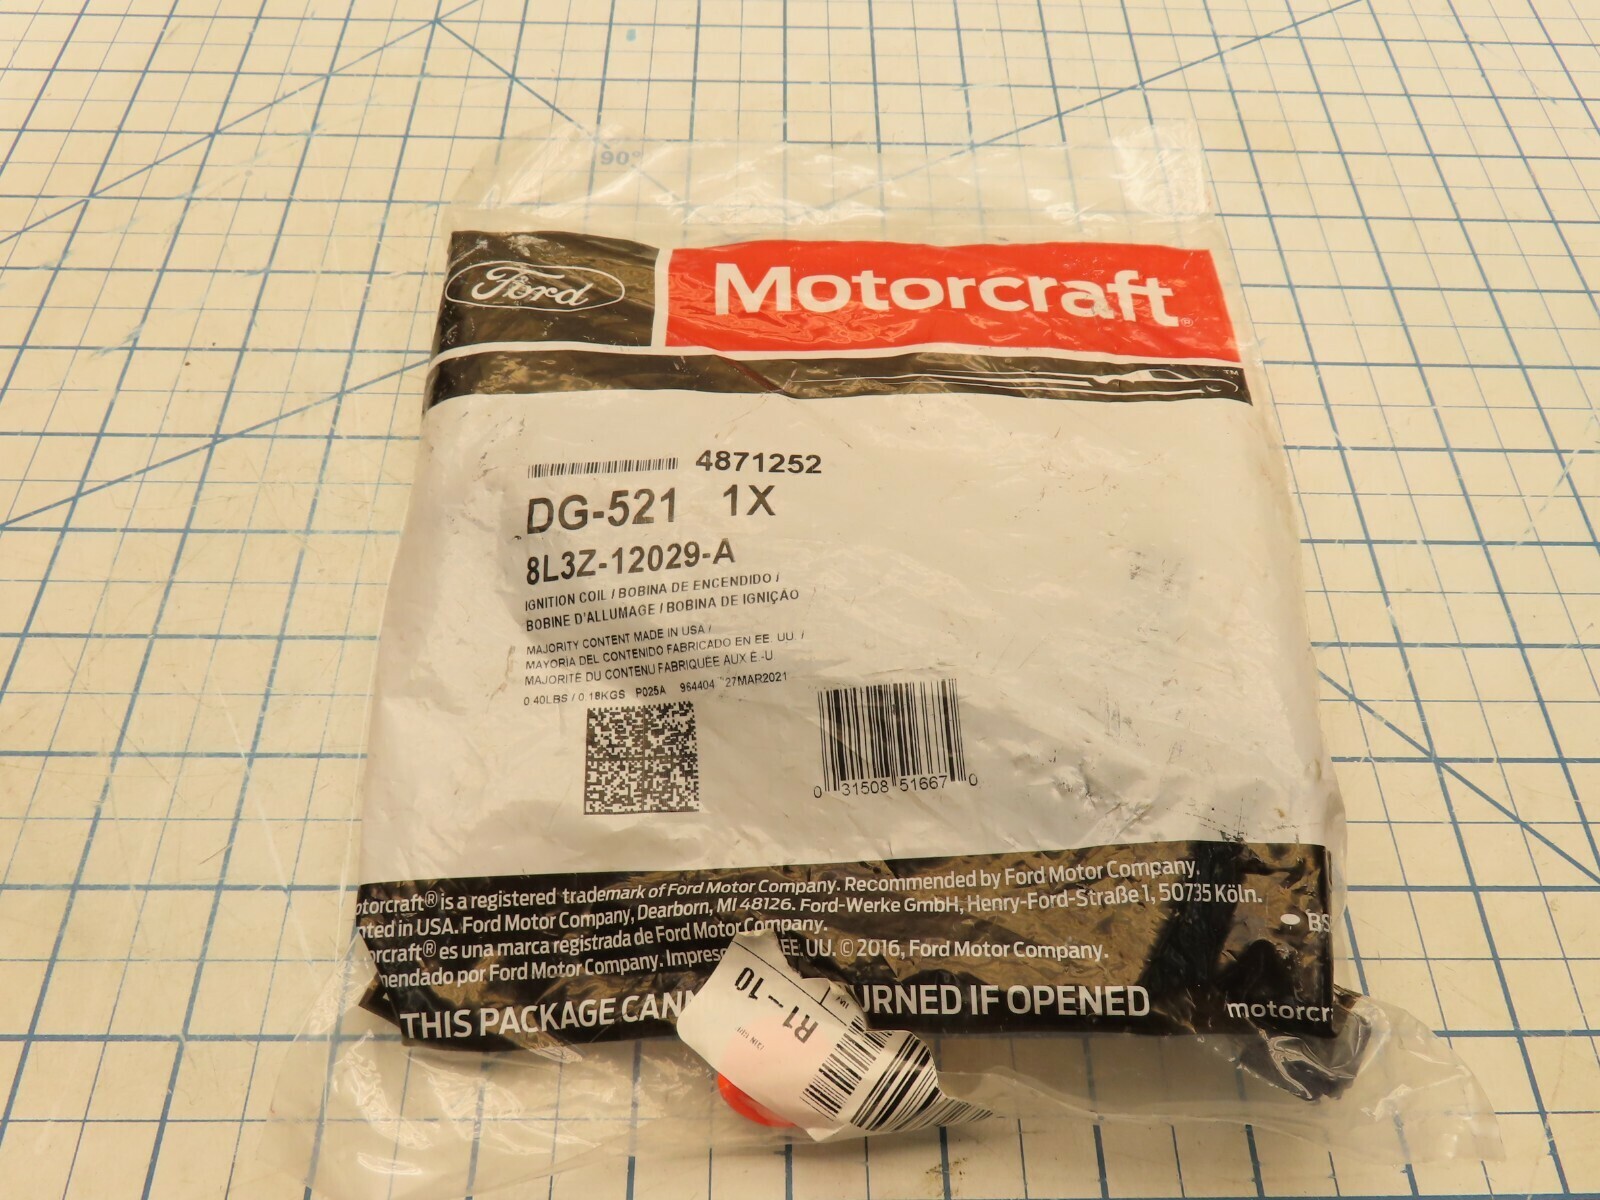 90°
Ford
Motorcraft®
™
4871252
DG-521 1X
8L3Z-12029-A
IGNITION COIL / BOBINA DE ENCENDIDO /
BOBINE D'ALLUMAGE / BOBINA DE IGNIÇÃO
MAJORITY CONTENT MADE IN USA /
MAYORIA DEL CONTENIDO FABRICADO EN EE. UU. /
MAJORITE DU CONTENU FABRIQUEE AUX E.-U
0.40LBS / 0.18KGS P025A 964404 27MAR2021
0 31508 51667 0
otorcraft® is a registered trademark of Ford Motor Company. Recommended by Ford Motor Company.
nted in USA. Ford Motor Company, Dearborn, MI 48126. Ford-Werke GmbH, Henry-Ford-Straße 1, 50735 Köln.
orcraft® es una marca registrada de Ford Motor Company.
mendado por Ford Motor Company. Impres EE. UU. © 2016, Ford Motor Company.
BS
THIS PACKAGE CANN URNED IF OPENED
motorcr
R1-10